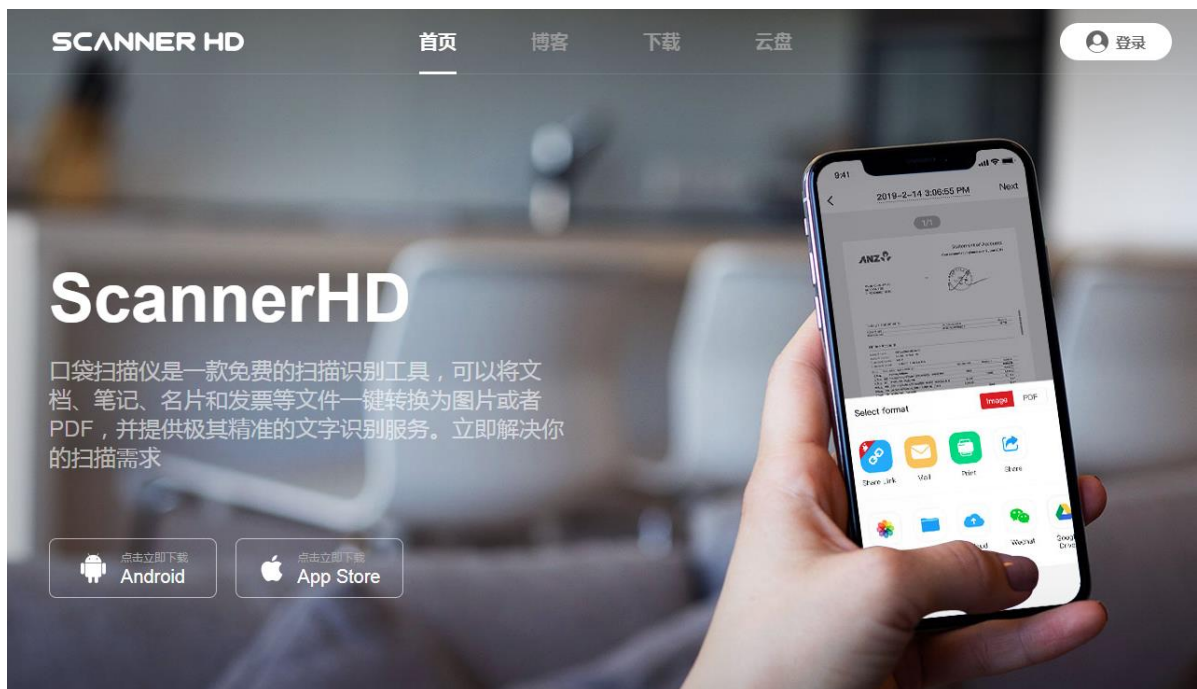 SCANNER HD
首页
博客
下载
云盘
登录
9:41
2019-2-14 3:06:55 PM
Next
1/1
ANZ
Statement of Account
ScannerHD
口袋扫描仪是一款免费的扫描识别工具，可以将文
档、笔记、名片和发票等文件一键转换为图片或者
PDF，并提供极其精准的文字识别服务。立即解决你
的扫描需求
Select format
Image
PDF
Share Link
Mail
Print
Share
Wechat
Google
Drive
点击立即下载
Android
点击立即下载
App Store